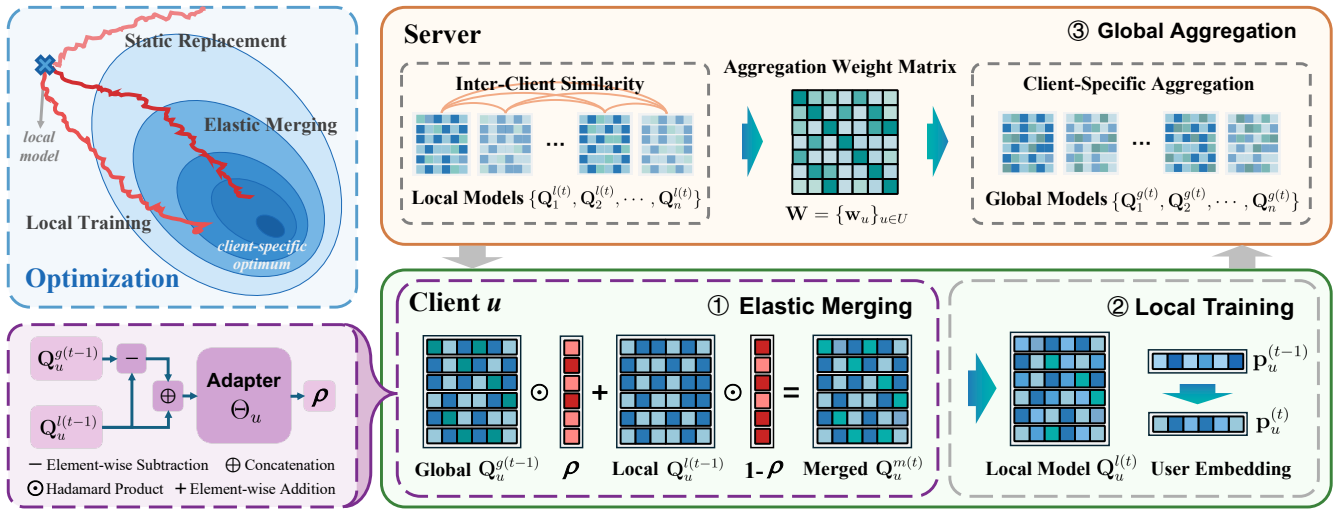 Static Replacement
Elastic Merging
local
model
Local Training
client-specific
optimum
Optimization
Server
③ Global Aggregation
Inter-Client Similarity
...
Local Models {Q_1^{l(t)}, Q_2^{l(t)}, ⋯, Q_n^{l(t)}}
Aggregation Weight Matrix
W = {w_u}_{u∈U}
Client-Specific Aggregation
...
Global Models {Q_1^{g(t)}, Q_2^{g(t)}, ⋯, Q_n^{g(t)}}
Q_u^{g(t−1)}
−
Q_u^{l(t−1)}
⊕
Adapter
Θ_u
ρ
− Element-wise Subtraction ⊕ Concatenation
⊙ Hadamard Product + Element-wise Addition
Client u
① Elastic Merging
⊙ + ⊙ =
Global Q_u^{g(t−1)} ρ Local Q_u^{l(t−1)} 1-ρ Merged Q_u^{m(t)}
② Local Training
p_u^{(t−1)}
p_u^{(t)}
Local Model Q_u^{l(t)} User Embedding